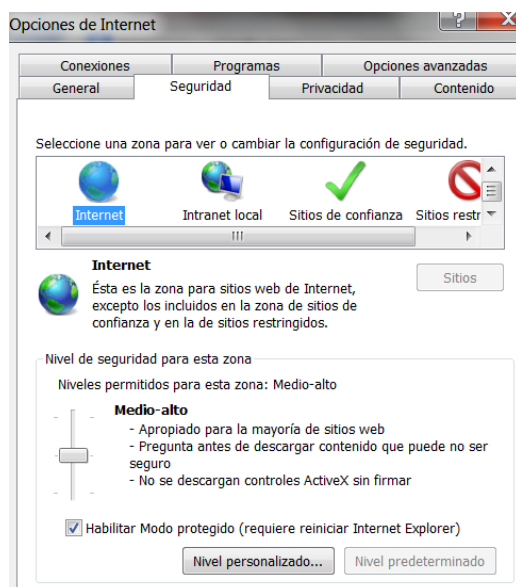 Opciones de Internet
Conexiones Programas Opciones avanzadas
General Seguridad Privacidad Contenido
Seleccione una zona para ver o cambiar la configuración de seguridad.
Internet Intranet local Sitios de confianza Sitios restr
Internet
Ésta es la zona para sitios web de Internet,
excepto los incluidos en la zona de sitios de
confianza y en la de sitios restringidos.
Sitios
Nivel de seguridad para esta zona
Niveles permitidos para esta zona: Medio-alto
Medio-alto
- Apropiado para la mayoría de sitios web
- Pregunta antes de descargar contenido que puede no ser
seguro
- No se descargan controles ActiveX sin firmar
Habilitar Modo protegido (requiere reiniciar Internet Explorer)
Nivel personalizado... Nivel predeterminado